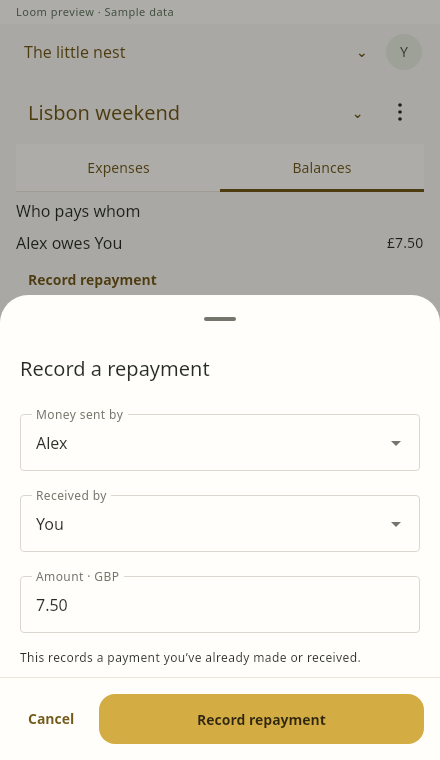 Loom preview · Sample data
The little nest
Y
Lisbon weekend
Expenses
Balances
Who pays whom
Alex owes You
£7.50
Record repayment
Record a repayment
Money sent by
Alex
Received by
You
Amount · GBP
7.50
This records a payment you’ve already made or received.
Cancel
Record repayment